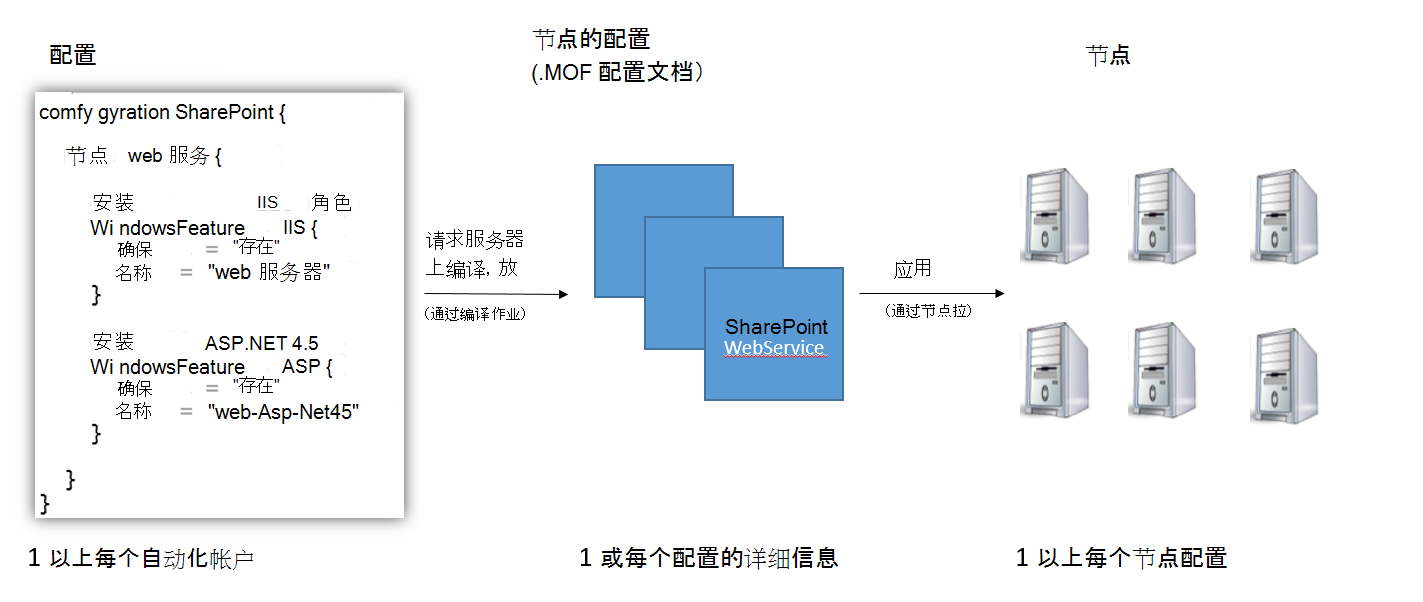 配置
节点的配置
(.MOF 配置文档）
节点
comfy gyration SharePoint {
节点 web 服务 {
安装 IIS 角色
Wi ndowsFeature IIS {
确保 = "存在"
名称 = "web 服务器"
}
安装 ASP.NET 4.5
Wi ndowsFeature ASP {
确保 = "存在"
名称 = "web-Asp-Net45"
}
}
}
请求服务器
上编译, 放
（通过编译作业）
SharePoint
WebService
应用
（通过节点拉）
1 以上每个自动化帐户
1 或每个配置的详细信息
1 以上每个节点配置